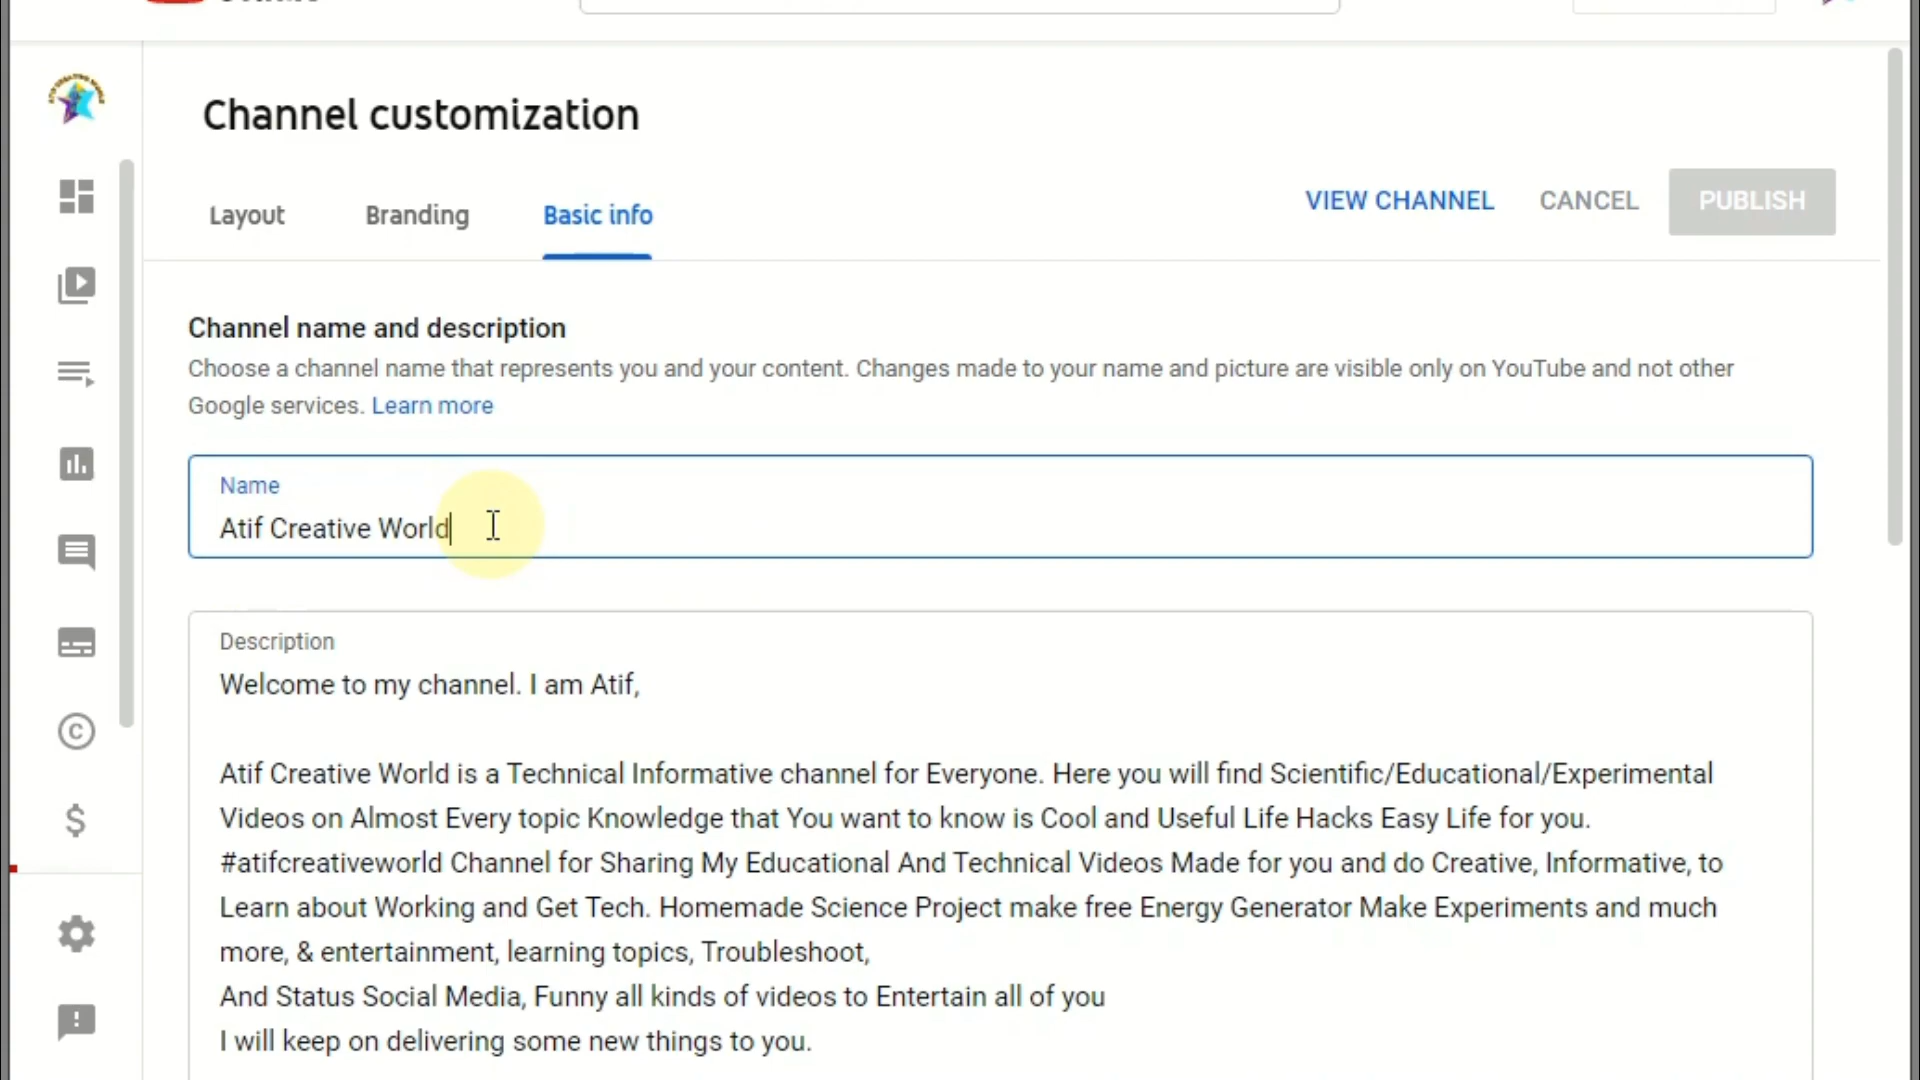 Channel customization
Layout Branding Basic info VIEW CHANNEL CANCEL PUBLISH
Channel name and description
Choose a channel name that represents you and your content. Changes made to your name and picture are visible only on YouTube and not other
Google services. Learn more
Name
Atif Creative World
Description
Welcome to my channel. I am Atif,
Atif Creative World is a Technical Informative channel for Everyone. Here you will find Scientific/Educational/Experimental
Videos on Almost Every topic Knowledge that You want to know is Cool and Useful Life Hacks Easy Life for you.
#atifcreativeworld Channel for Sharing My Educational And Technical Videos Made for you and do Creative, Informative, to
Learn about Working and Get Tech. Homemade Science Project make free Energy Generator Make Experiments and much
more, & entertainment, learning topics, Troubleshoot,
And Status Social Media, Funny all kinds of videos to Entertain all of you
I will keep on delivering some new things to you.